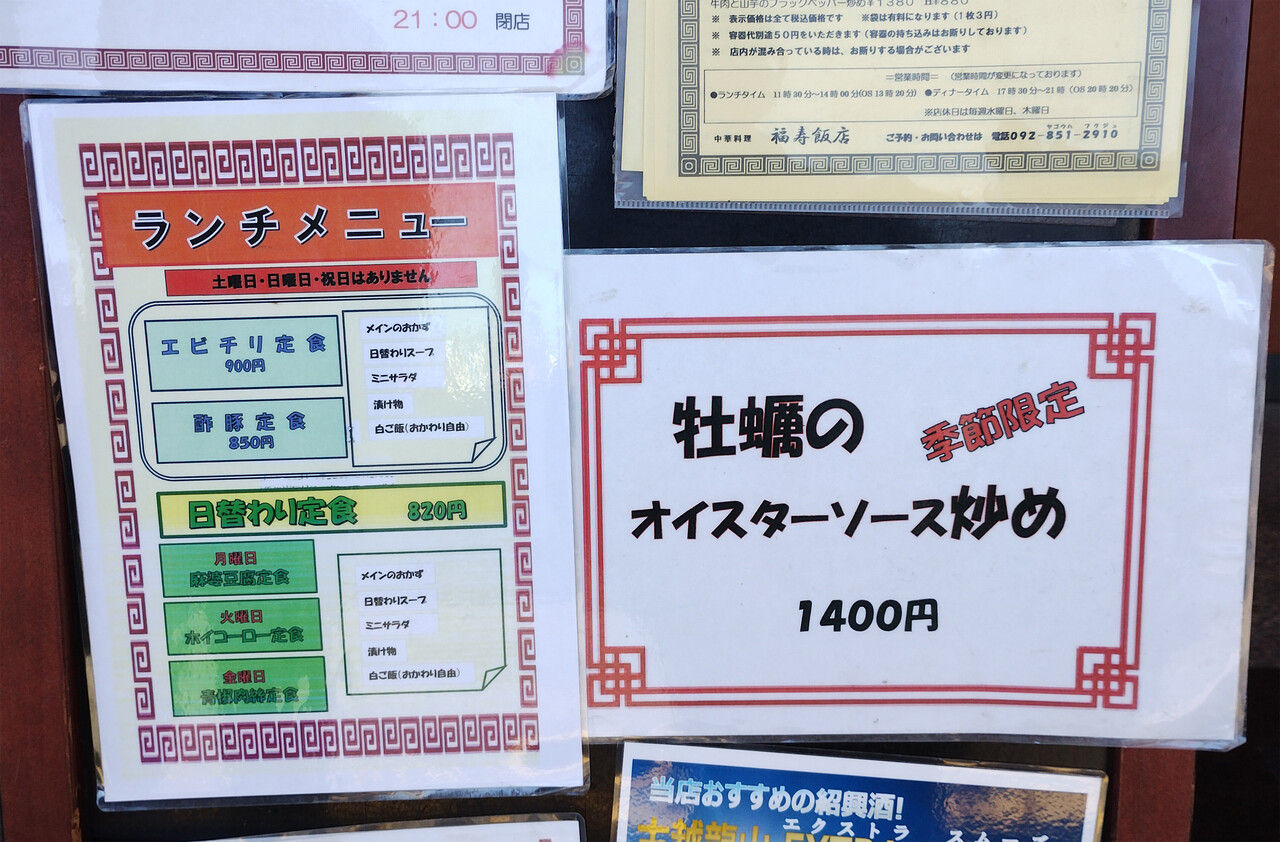 21：00 閉店
牛肉と山芋のブラックペッパー炒め￥1380
※ 表示価格は全て税込価格です ※袋は有料になります（1枚3円）
※ 容器代別途50円をいただきます（容器の持ち込みはお断りしております）
※ 店内が混み合っている時は、お断りする場合がございます
＝営業時間＝ （営業時間が変更になっております）
●ランチタイム 11時30分〜14時00分(OS 13時20分) ●ディナータイム 17時30分〜21時（OS 20時20分）
※店休日は毎週水曜日、木曜日
中華料理 福寿飯店 ご予約・お問い合わせは 電話092-851-2910
ランチメニュー
土曜日・日曜日・祝日はありません
エビチリ定食
900円
酢豚定食
850円
メインのおかず
日替わりスープ
ミニサラダ
漬け物
白ご飯（おかわり自由）
日替わり定食 820円
月曜日
麻婆豆腐定食
火曜日
ホイコーロー定食
金曜日
青椒肉絲定食
メインのおかず
日替わりスープ
ミニサラダ
漬け物
白ご飯（おかわり自由）
牡蠣の
季節限定
オイスターソース炒め
1400円
当店おすすめの紹興酒！
エクストラ
古越龍山